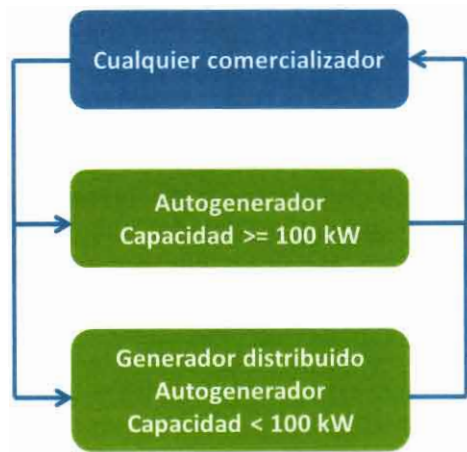 Cualquier comercializador
Autogenerador
Capacidad >= 100 kW
Generador distribuido
Autogenerador
Capacidad < 100 kW